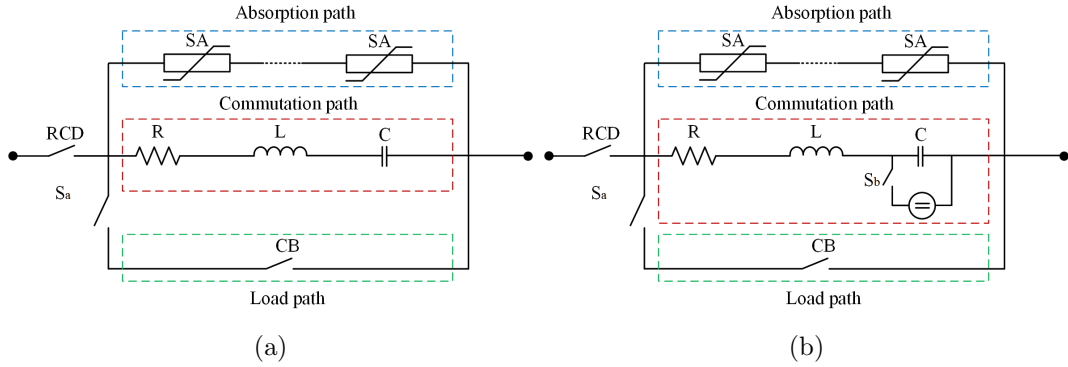 Absorption path
SA
SA
Commutation path
RCD
R
L
C
Sa
CB
Load path
(a)
Absorption path
SA
SA
Commutation path
RCD
R
L
C
Sb
Sa
CB
Load path
(b)